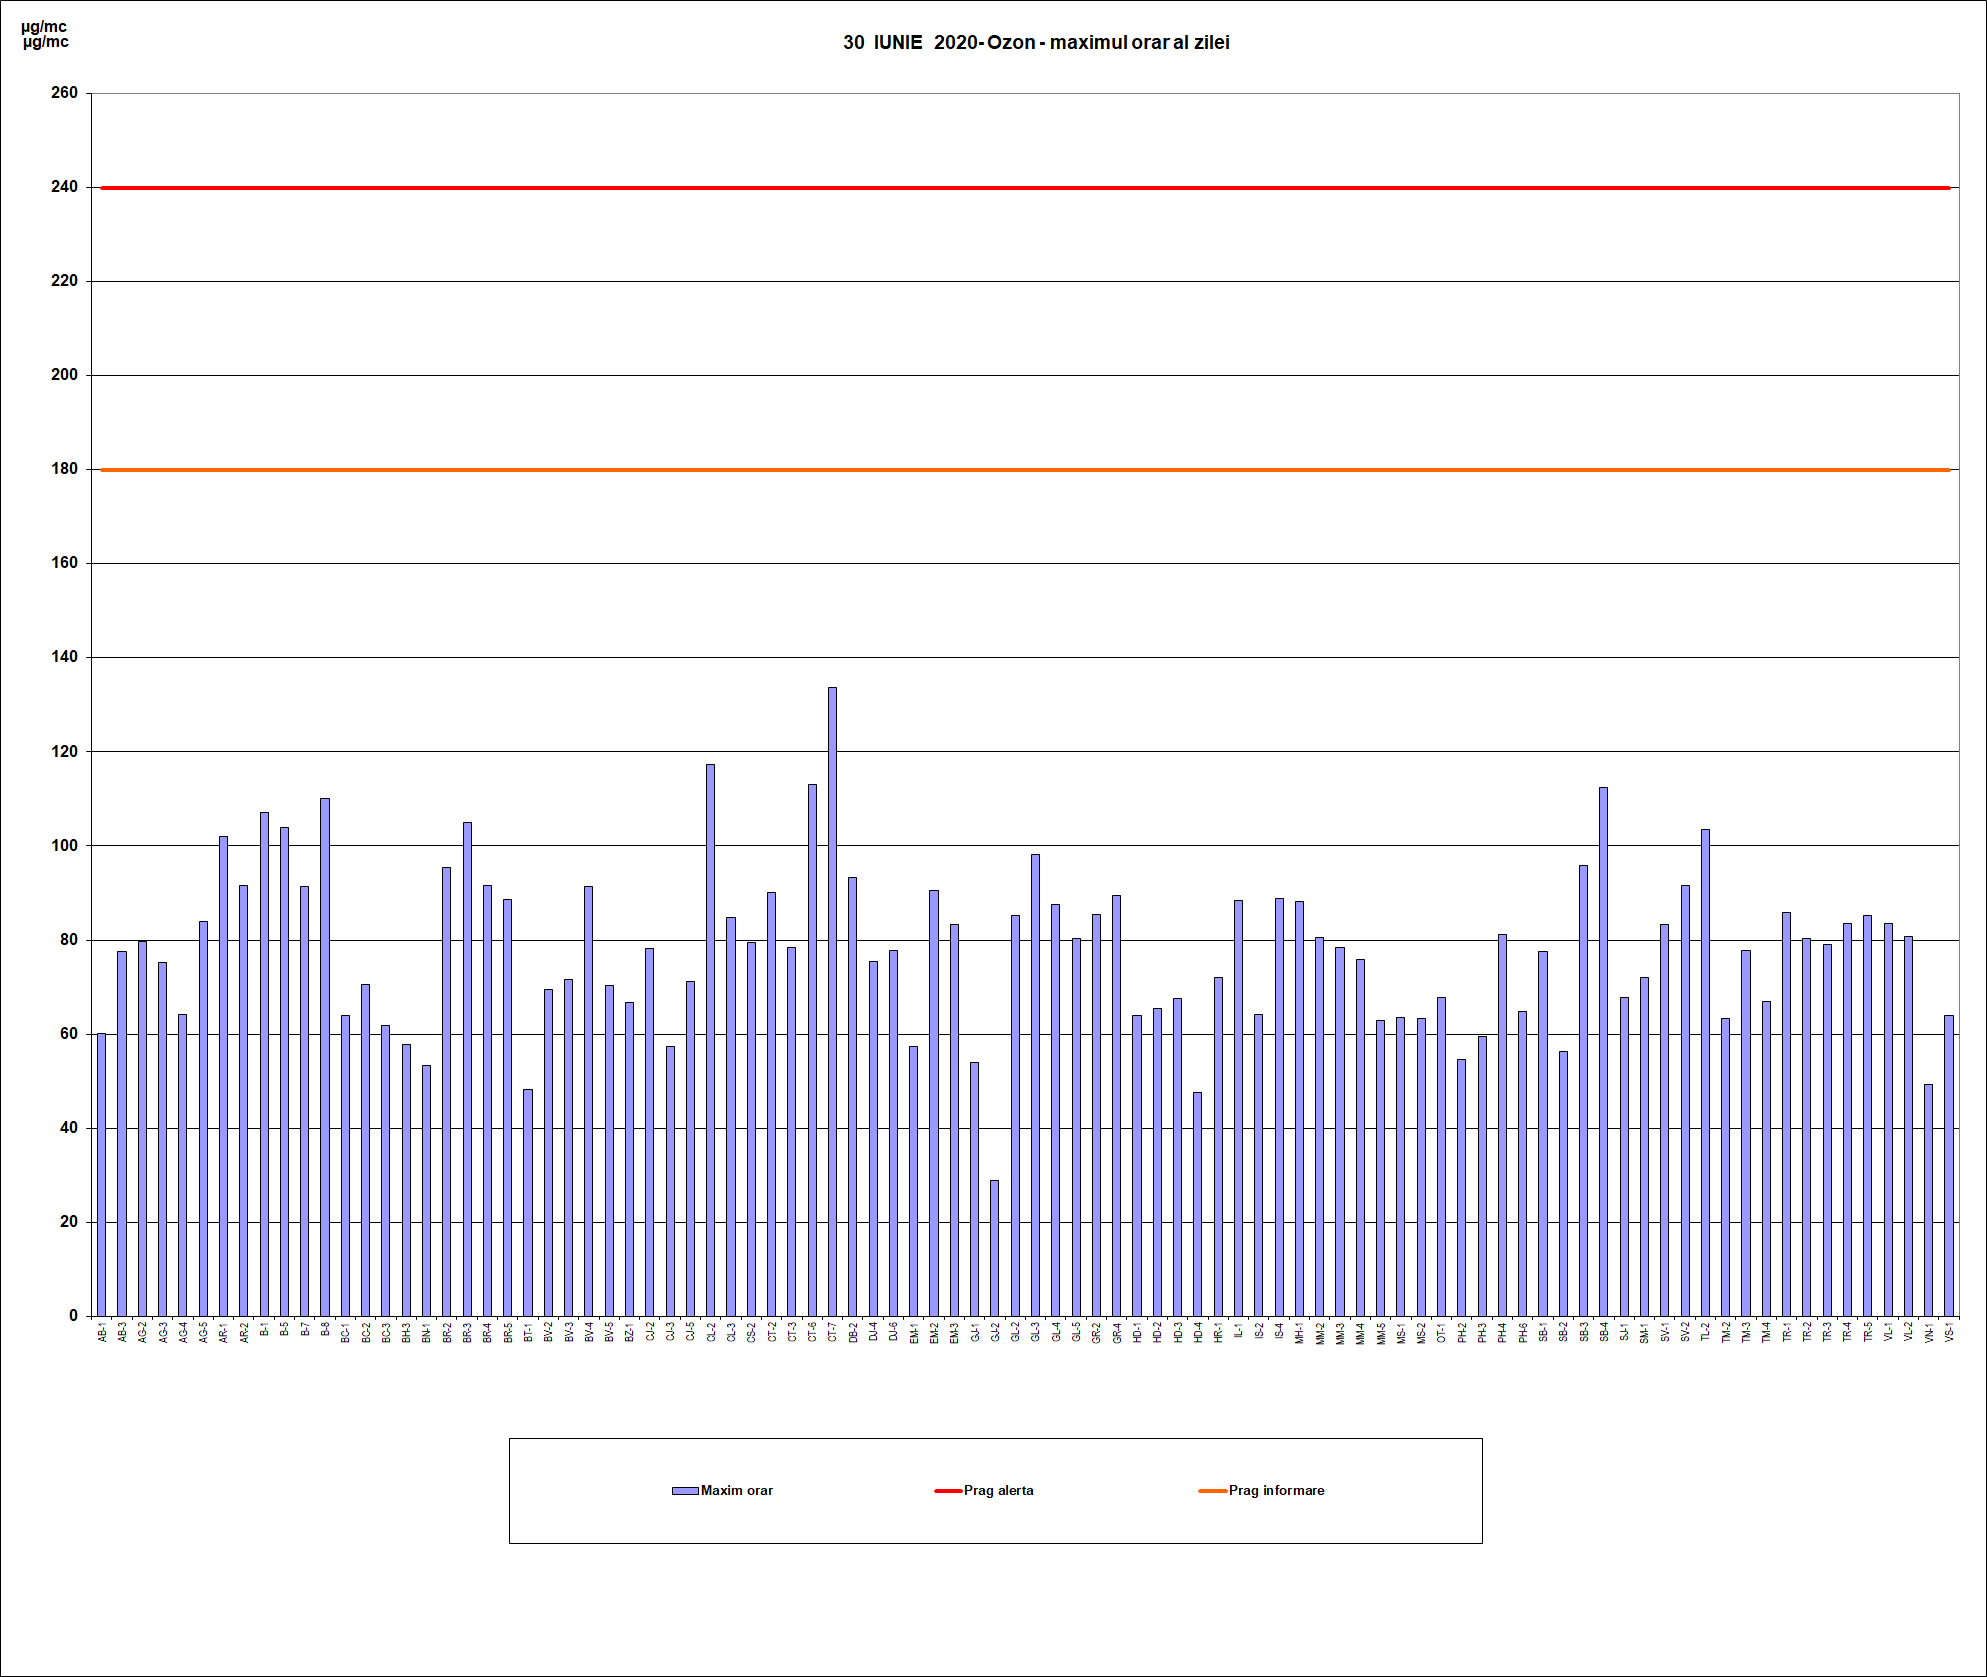 µg/mc
µg/mc
30 IUNIE 2020- Ozon - maximul orar al zilei
260
240
220
200
180
160
140
120
100
80
60
40
20
0
AB-1 AB-3 AG-2 AG-3 AG-4 AG-5 AR-1 AR-2 B-1 B-5 B-7 B-8 BC-1 BC-2 BC-3 BH-3 BN-1 BR-2 BR-3 BR-4 BR-5 BT-1 BV-2 BV-3 BV-4 BV-5 BZ-1 CJ-2 CJ-3 CJ-5 CL-2 CL-3 CS-2 CT-2 CT-3 CT-6 CT-7 DB-2 DJ-4 DJ-6 EM-1 EM-2 EM-3 GJ-1 GJ-2 GL-2 GL-3 GL-4 GL-5 GR-2 GR-4 HD-1 HD-2 HD-3 HD-4 HR-1 IL-1 IS-2 IS-4 MH-1 MM-2 MM-3 MM-4 MM-5 MS-1 MS-2 OT-1 PH-2 PH-3 PH-4 PH-6 SB-1 SB-2 SB-3 SB-4 SJ-1 SM-1 SV-1 SV-2 TL-2 TM-2 TM-3 TM-4 TR-1 TR-2 TR-3 TR-4 TR-5 VL-1 VL-2 VN-1 VS-1
Maxim orar Prag alerta Prag informare